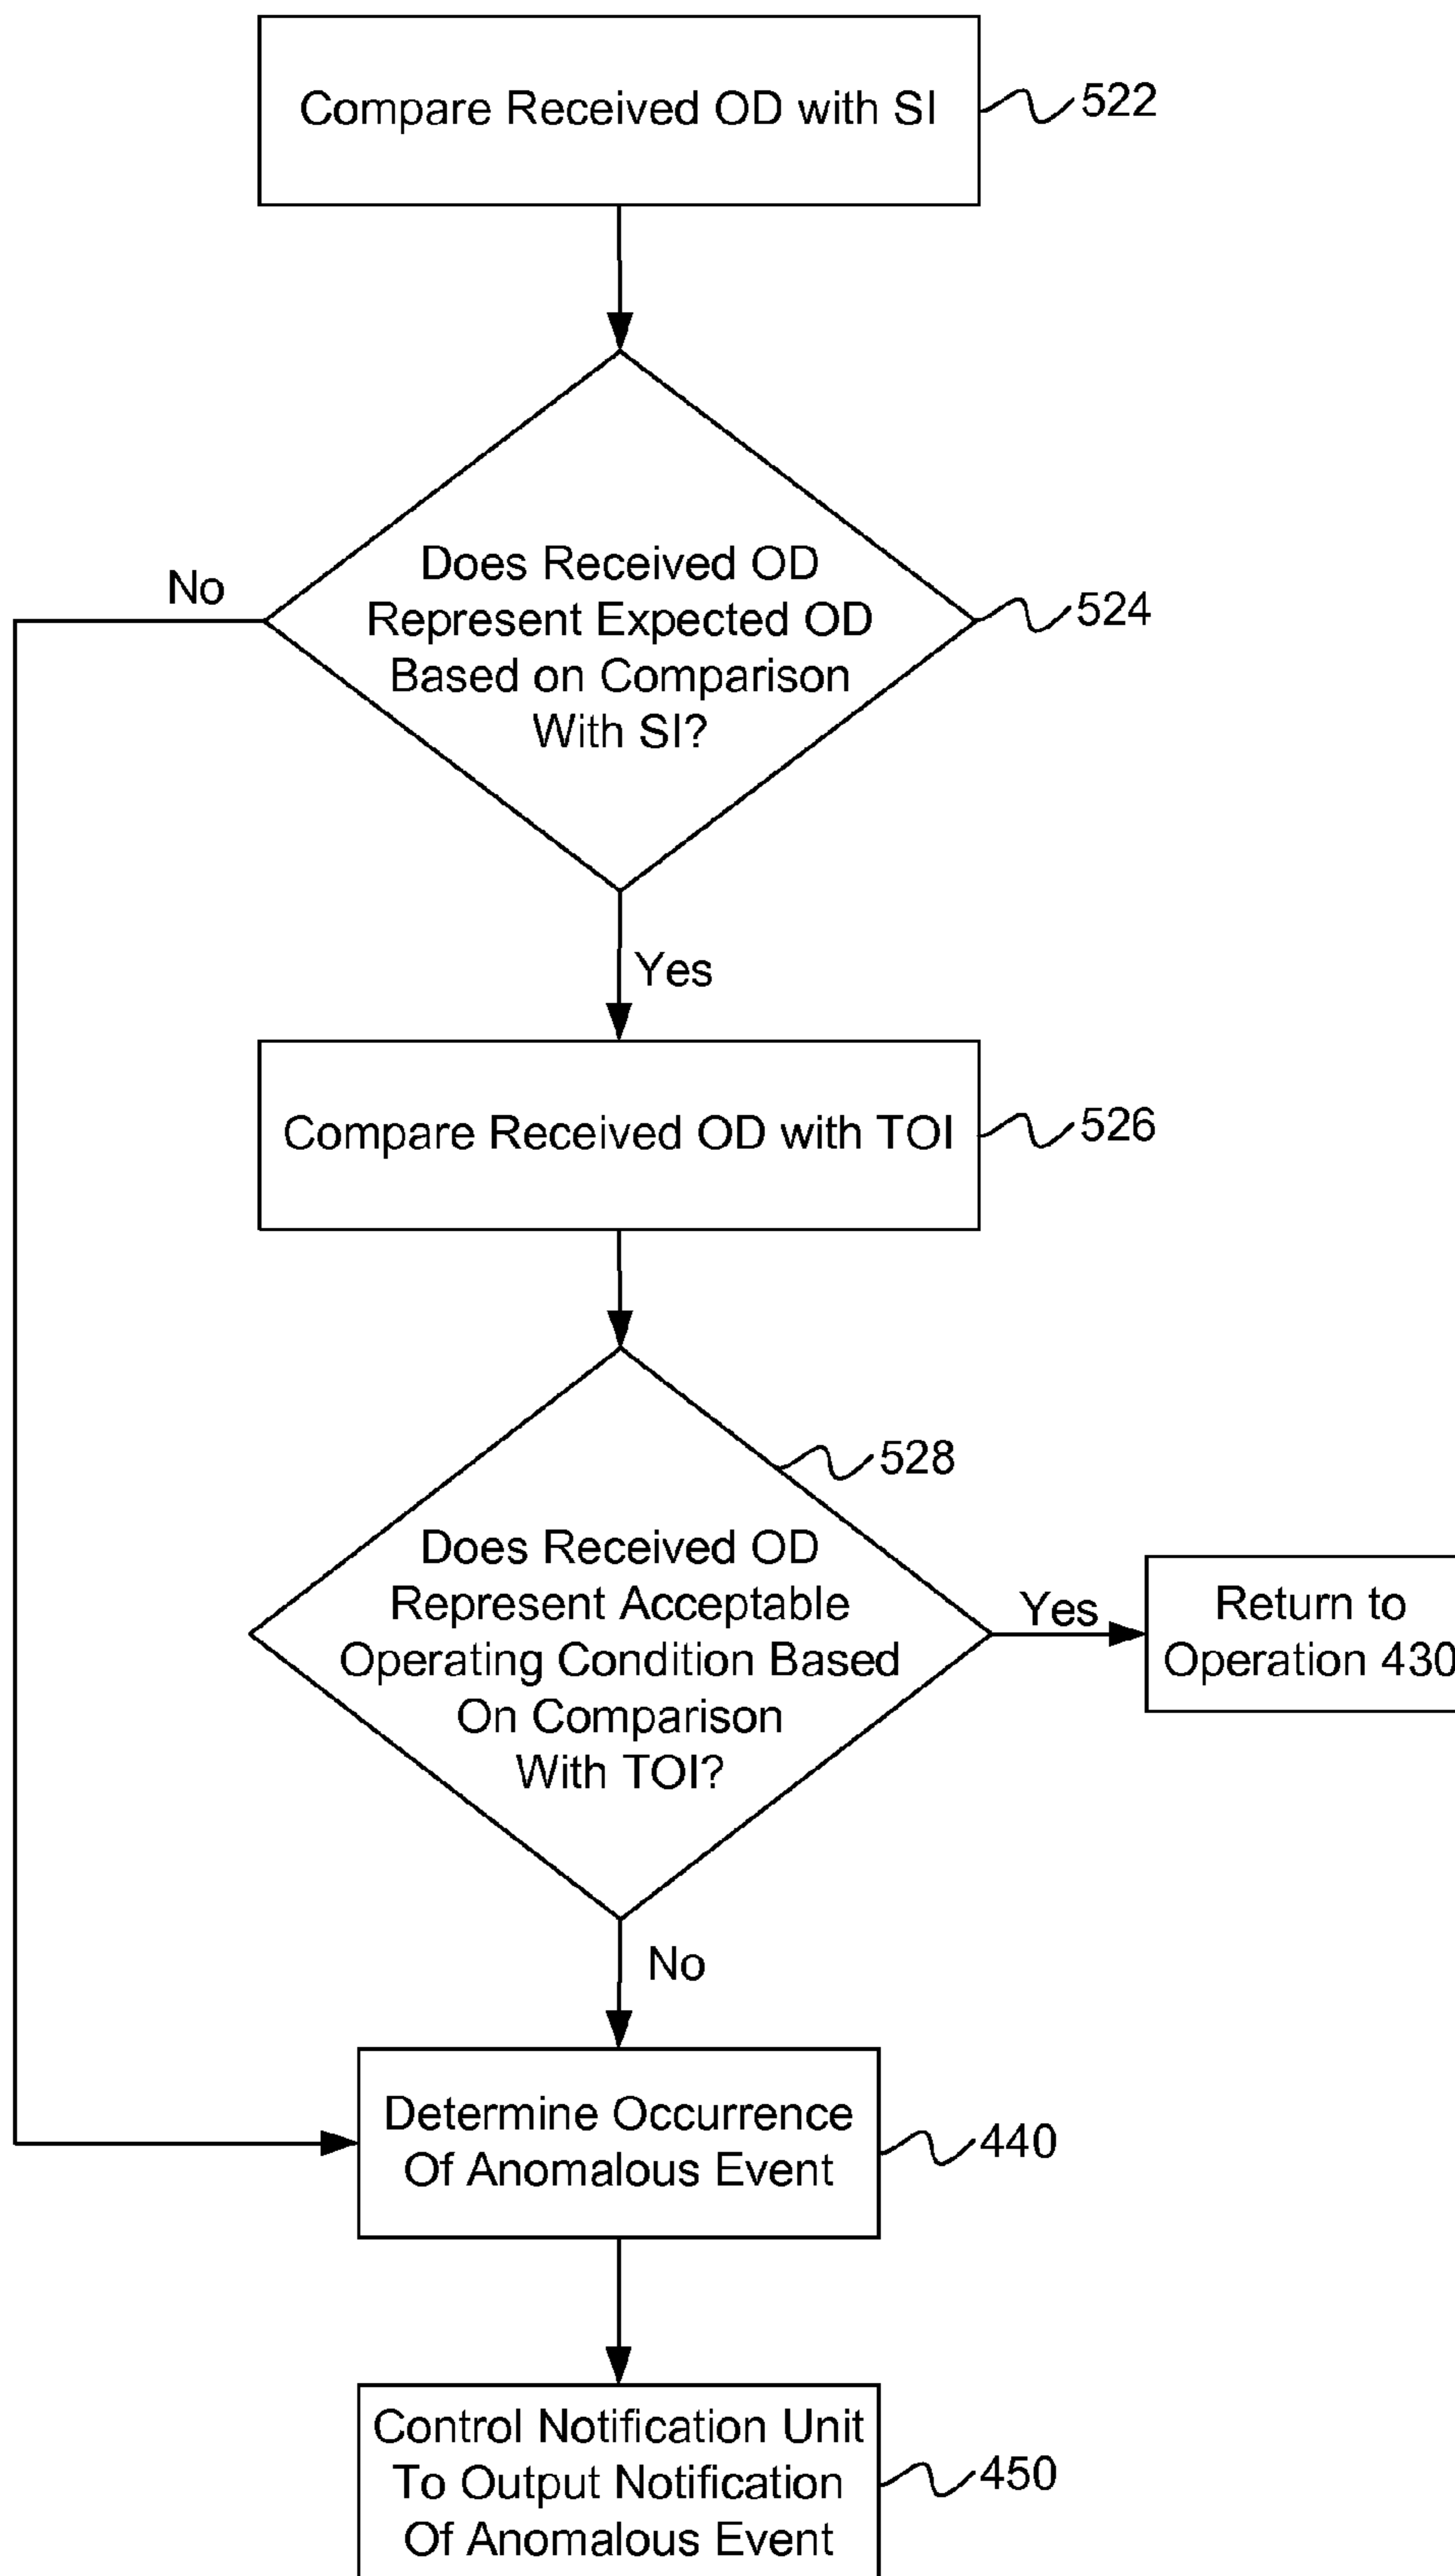 Compare Received OD with SI
522
Does Received OD
Represent Expected OD
Based on Comparison
With SI?
524
No
Yes
Compare Received OD with TOI
526
528
Does Received OD
Represent Acceptable
Operating Condition Based
On Comparison
With TOI?
Yes
Return to
Operation 430
No
Determine Occurrence
Of Anomalous Event
440
Control Notification Unit
To Output Notification
Of Anomalous Event
450